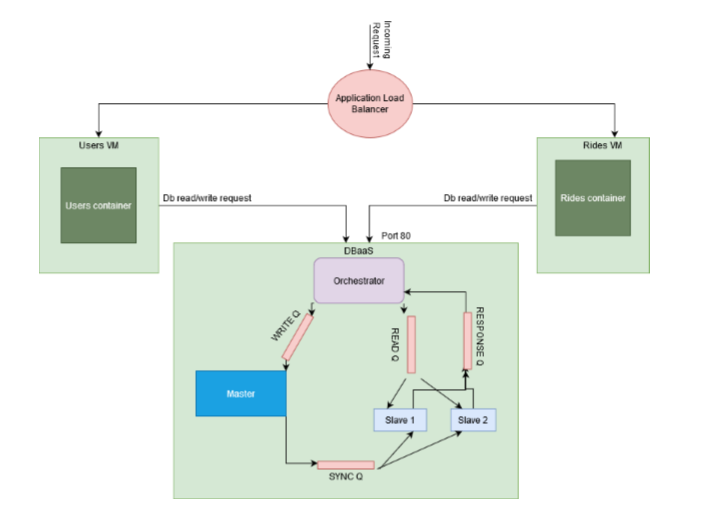 Incoming
Request
Application Load
Balancer
Users VM
Rides VM
Users container
Rides container
Db read/write request
Db read/write request
Port 80
DBaaS
Orchestrator
WRITE Q
READ Q
RESPONSE Q
Master
Slave 1
Slave 2
SYNC Q